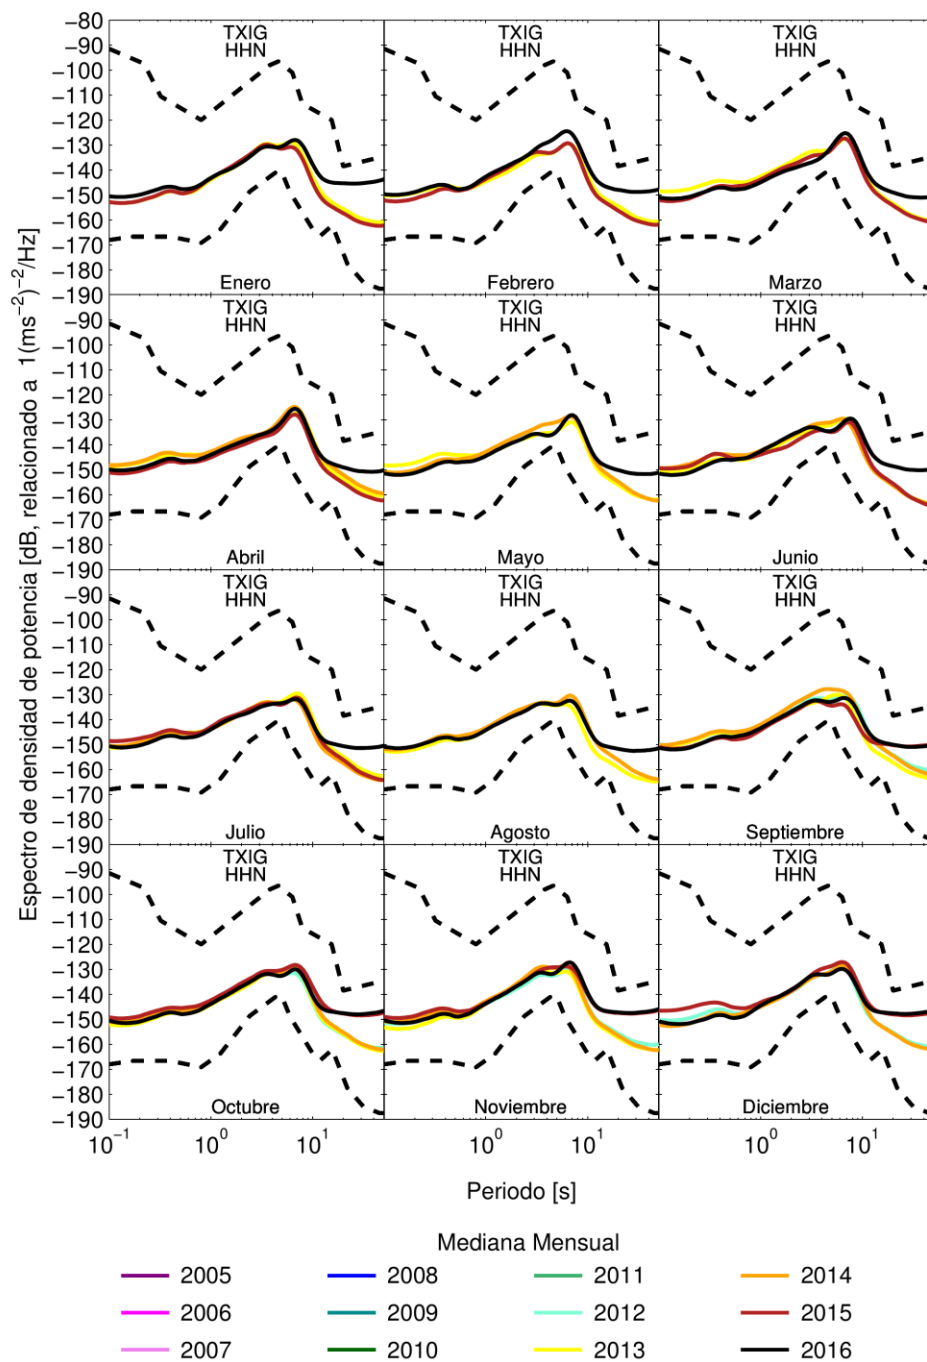 Espectro de densidad de potencia [dB, relacionado a 1(ms⁻²)⁻²/Hz]
−80
−90
−100
−110
−120
−130
−140
−150
−160
−170
−180
−190
TXIG
HHN
Enero
TXIG
HHN
Febrero
TXIG
HHN
Marzo
−90
−100
−110
−120
−130
−140
−150
−160
−170
−180
−190
TXIG
HHN
Abril
TXIG
HHN
Mayo
TXIG
HHN
Junio
−90
−100
−110
−120
−130
−140
−150
−160
−170
−180
−190
TXIG
HHN
Julio
TXIG
HHN
Agosto
TXIG
HHN
Septiembre
−90
−100
−110
−120
−130
−140
−150
−160
−170
−180
−190
TXIG
HHN
Octubre
TXIG
HHN
Noviembre
TXIG
HHN
Diciembre
10⁻¹ 10⁰ 10¹ 10⁰ 10¹ 10⁰ 10¹
Periodo [s]
Mediana Mensual
2005 2008 2011 2014
2006 2009 2012 2015
2007 2010 2013 2016